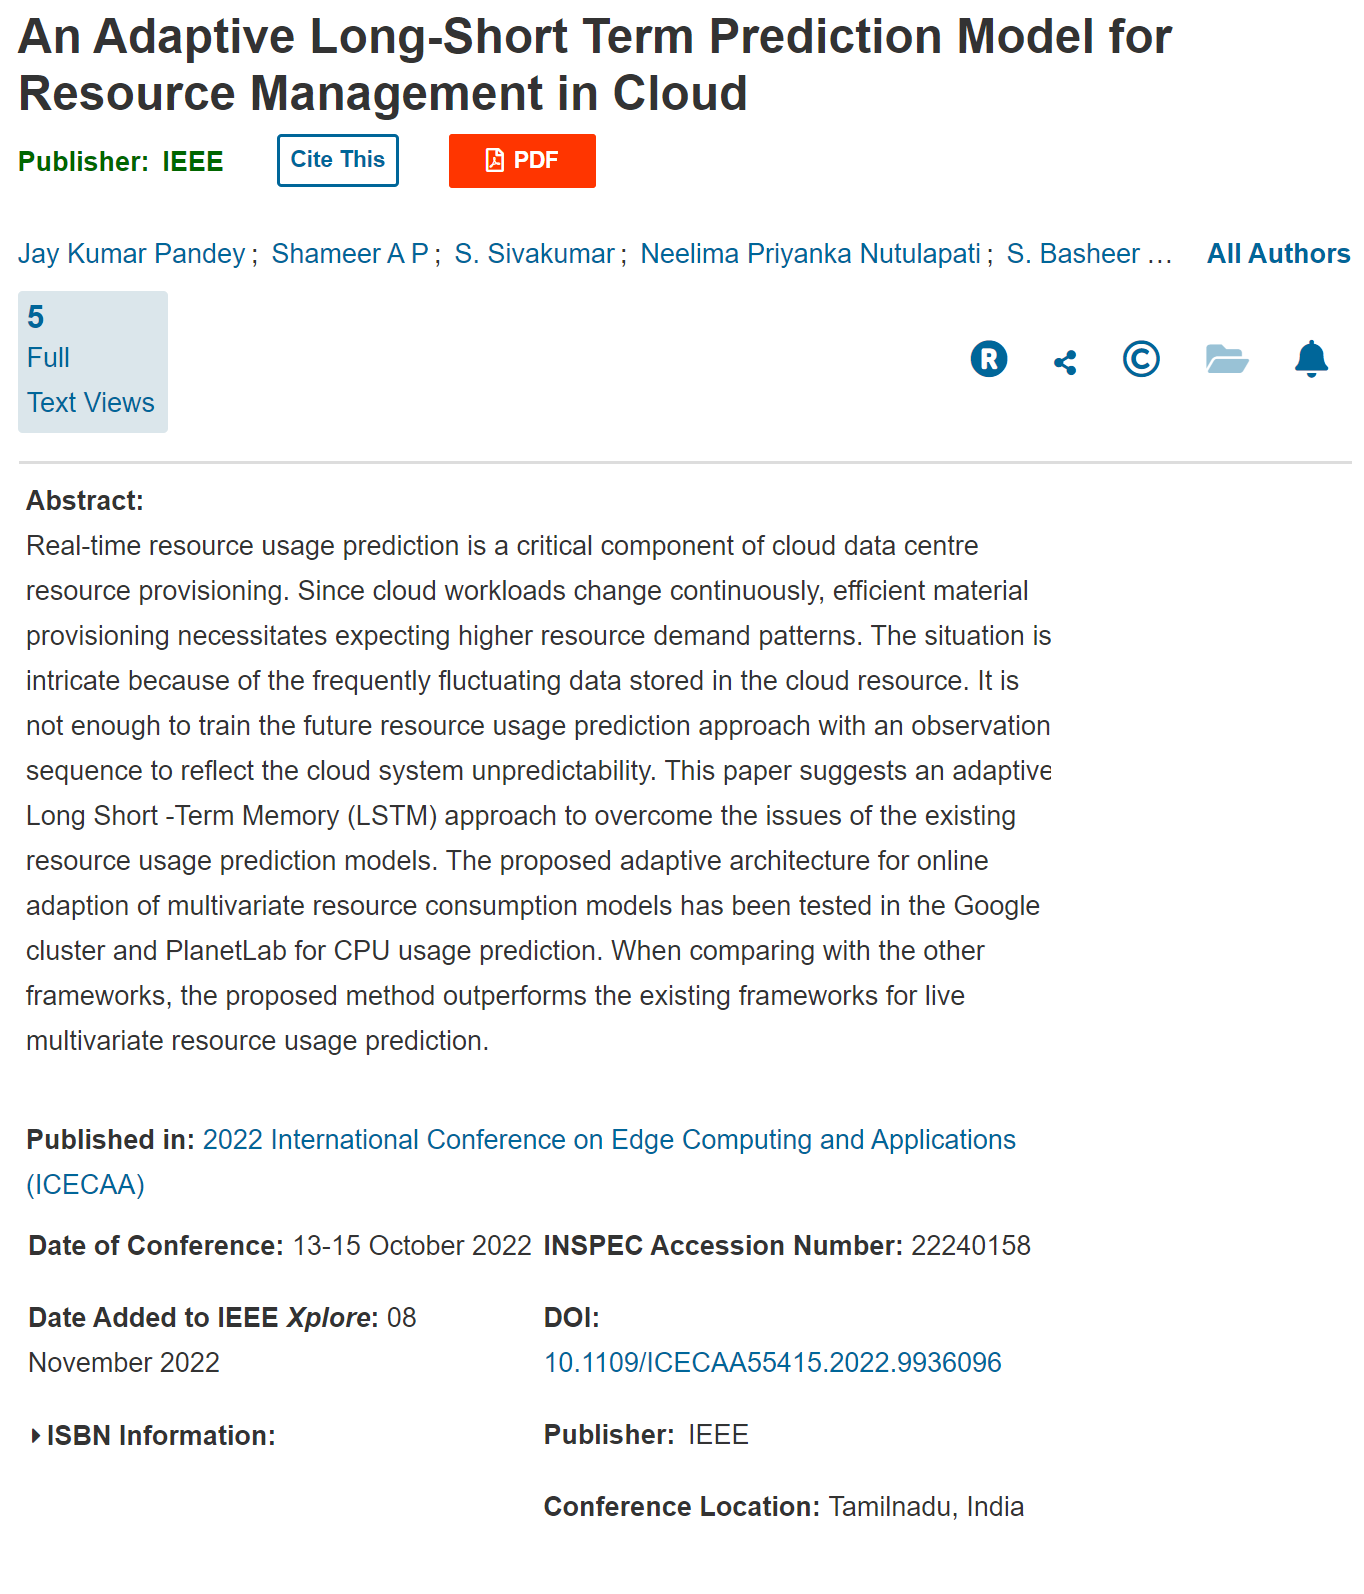 An Adaptive Long-Short Term Prediction Model for
Resource Management in Cloud
Publisher: IEEE Cite This PDF
Jay Kumar Pandey ; Shameer A P ; S. Sivakumar ; Neelima Priyanka Nutulapati ; S. Basheer ... All Authors
5
Full
Text Views
Abstract:
Real-time resource usage prediction is a critical component of cloud data centre
resource provisioning. Since cloud workloads change continuously, efficient material
provisioning necessitates expecting higher resource demand patterns. The situation is
intricate because of the frequently fluctuating data stored in the cloud resource. It is
not enough to train the future resource usage prediction approach with an observation
sequence to reflect the cloud system unpredictability. This paper suggests an adaptive
Long Short -Term Memory (LSTM) approach to overcome the issues of the existing
resource usage prediction models. The proposed adaptive architecture for online
adaption of multivariate resource consumption models has been tested in the Google
cluster and PlanetLab for CPU usage prediction. When comparing with the other
frameworks, the proposed method outperforms the existing frameworks for live
multivariate resource usage prediction.
Published in: 2022 International Conference on Edge Computing and Applications
(ICECAA)
Date of Conference: 13-15 October 2022 INSPEC Accession Number: 22240158
Date Added to IEEE Xplore: 08
November 2022
DOI:
10.1109/ICECAA55415.2022.9936096
ISBN Information:
Publisher: IEEE
Conference Location: Tamilnadu, India